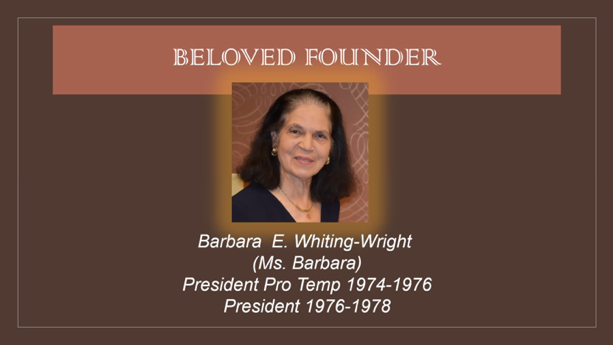 BELOVED FOUNDER
Barbara E. Whiting-Wright
(Ms. Barbara)
President Pro Temp 1974-1976
President 1976-1978